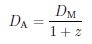 D_A = D_M / (1 + z)